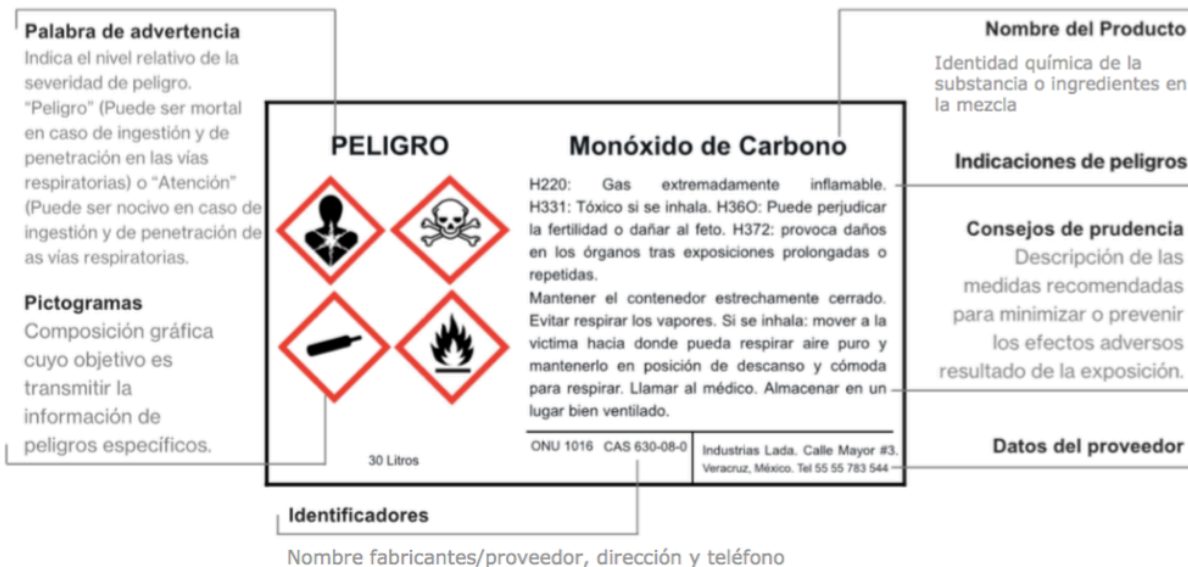 Palabra de advertencia
Indica el nivel relativo de la
severidad de peligro.
“Peligro” (Puede ser mortal
en caso de ingestión y de
penetración en las vías
respiratorias) o “Atención”
(Puede ser nocivo en caso de
ingestión y de penetración de
as vías respiratorias.
Pictogramas
Composición gráfica
cuyo objetivo es
transmitir la
información de
peligros específicos.
PELIGRO
30 Litros
Monóxido de Carbono
H220: Gas extremadamente inflamable.
H331: Tóxico si se inhala. H36O: Puede perjudicar
la fertilidad o dañar al feto. H372: provoca daños
en los órganos tras exposiciones prolongadas o
repetidas.
Mantener el contenedor estrechamente cerrado.
Evitar respirar los vapores. Si se inhala: mover a la
victima hacia donde pueda respirar aire puro y
mantenerlo en posición de descanso y cómoda
para respirar. Llamar al médico. Almacenar en un
lugar bien ventilado.
ONU 1016 CAS 630-08-0
Industrias Lada. Calle Mayor #3.
Veracruz, México. Tel 55 55 783 544
Nombre del Producto
Identidad química de la
substancia o ingredientes en
la mezcla
Indicaciones de peligros
Consejos de prudencia
Descripción de las
medidas recomendadas
para minimizar o prevenir
los efectos adversos
resultado de la exposición.
Datos del proveedor
Identificadores
Nombre fabricantes/proveedor, dirección y teléfono